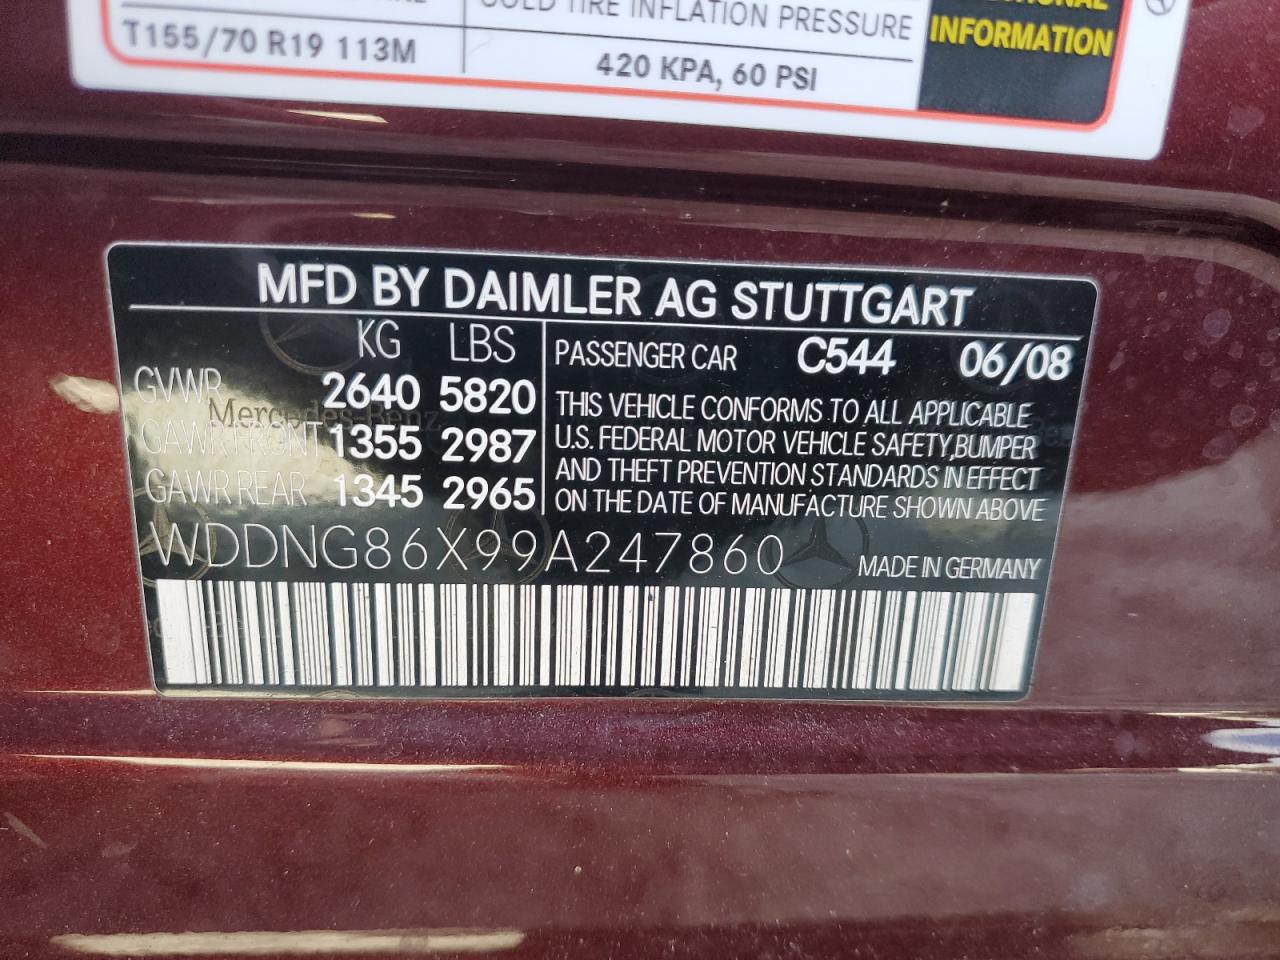 COLD TIRE INFLATION PRESSURE
INFORMATION
T155/70 R19 113M
420 KPA, 60 PSI
MFD BY DAIMLER AG STUTTGART
KG LBS
GVWR 2640 5820
GAWR FRONT 1355 2987
GAWR REAR 1345 2965
PASSENGER CAR C544 06/08
THIS VEHICLE CONFORMS TO ALL APPLICABLE
U.S. FEDERAL MOTOR VEHICLE SAFETY,BUMPER
AND THEFT PREVENTION STANDARDS IN EFFECT
ON THE DATE OF MANUFACTURE SHOWN ABOVE
Mercedes-Benz
WDDNG86X99A247860
MADE IN GERMANY